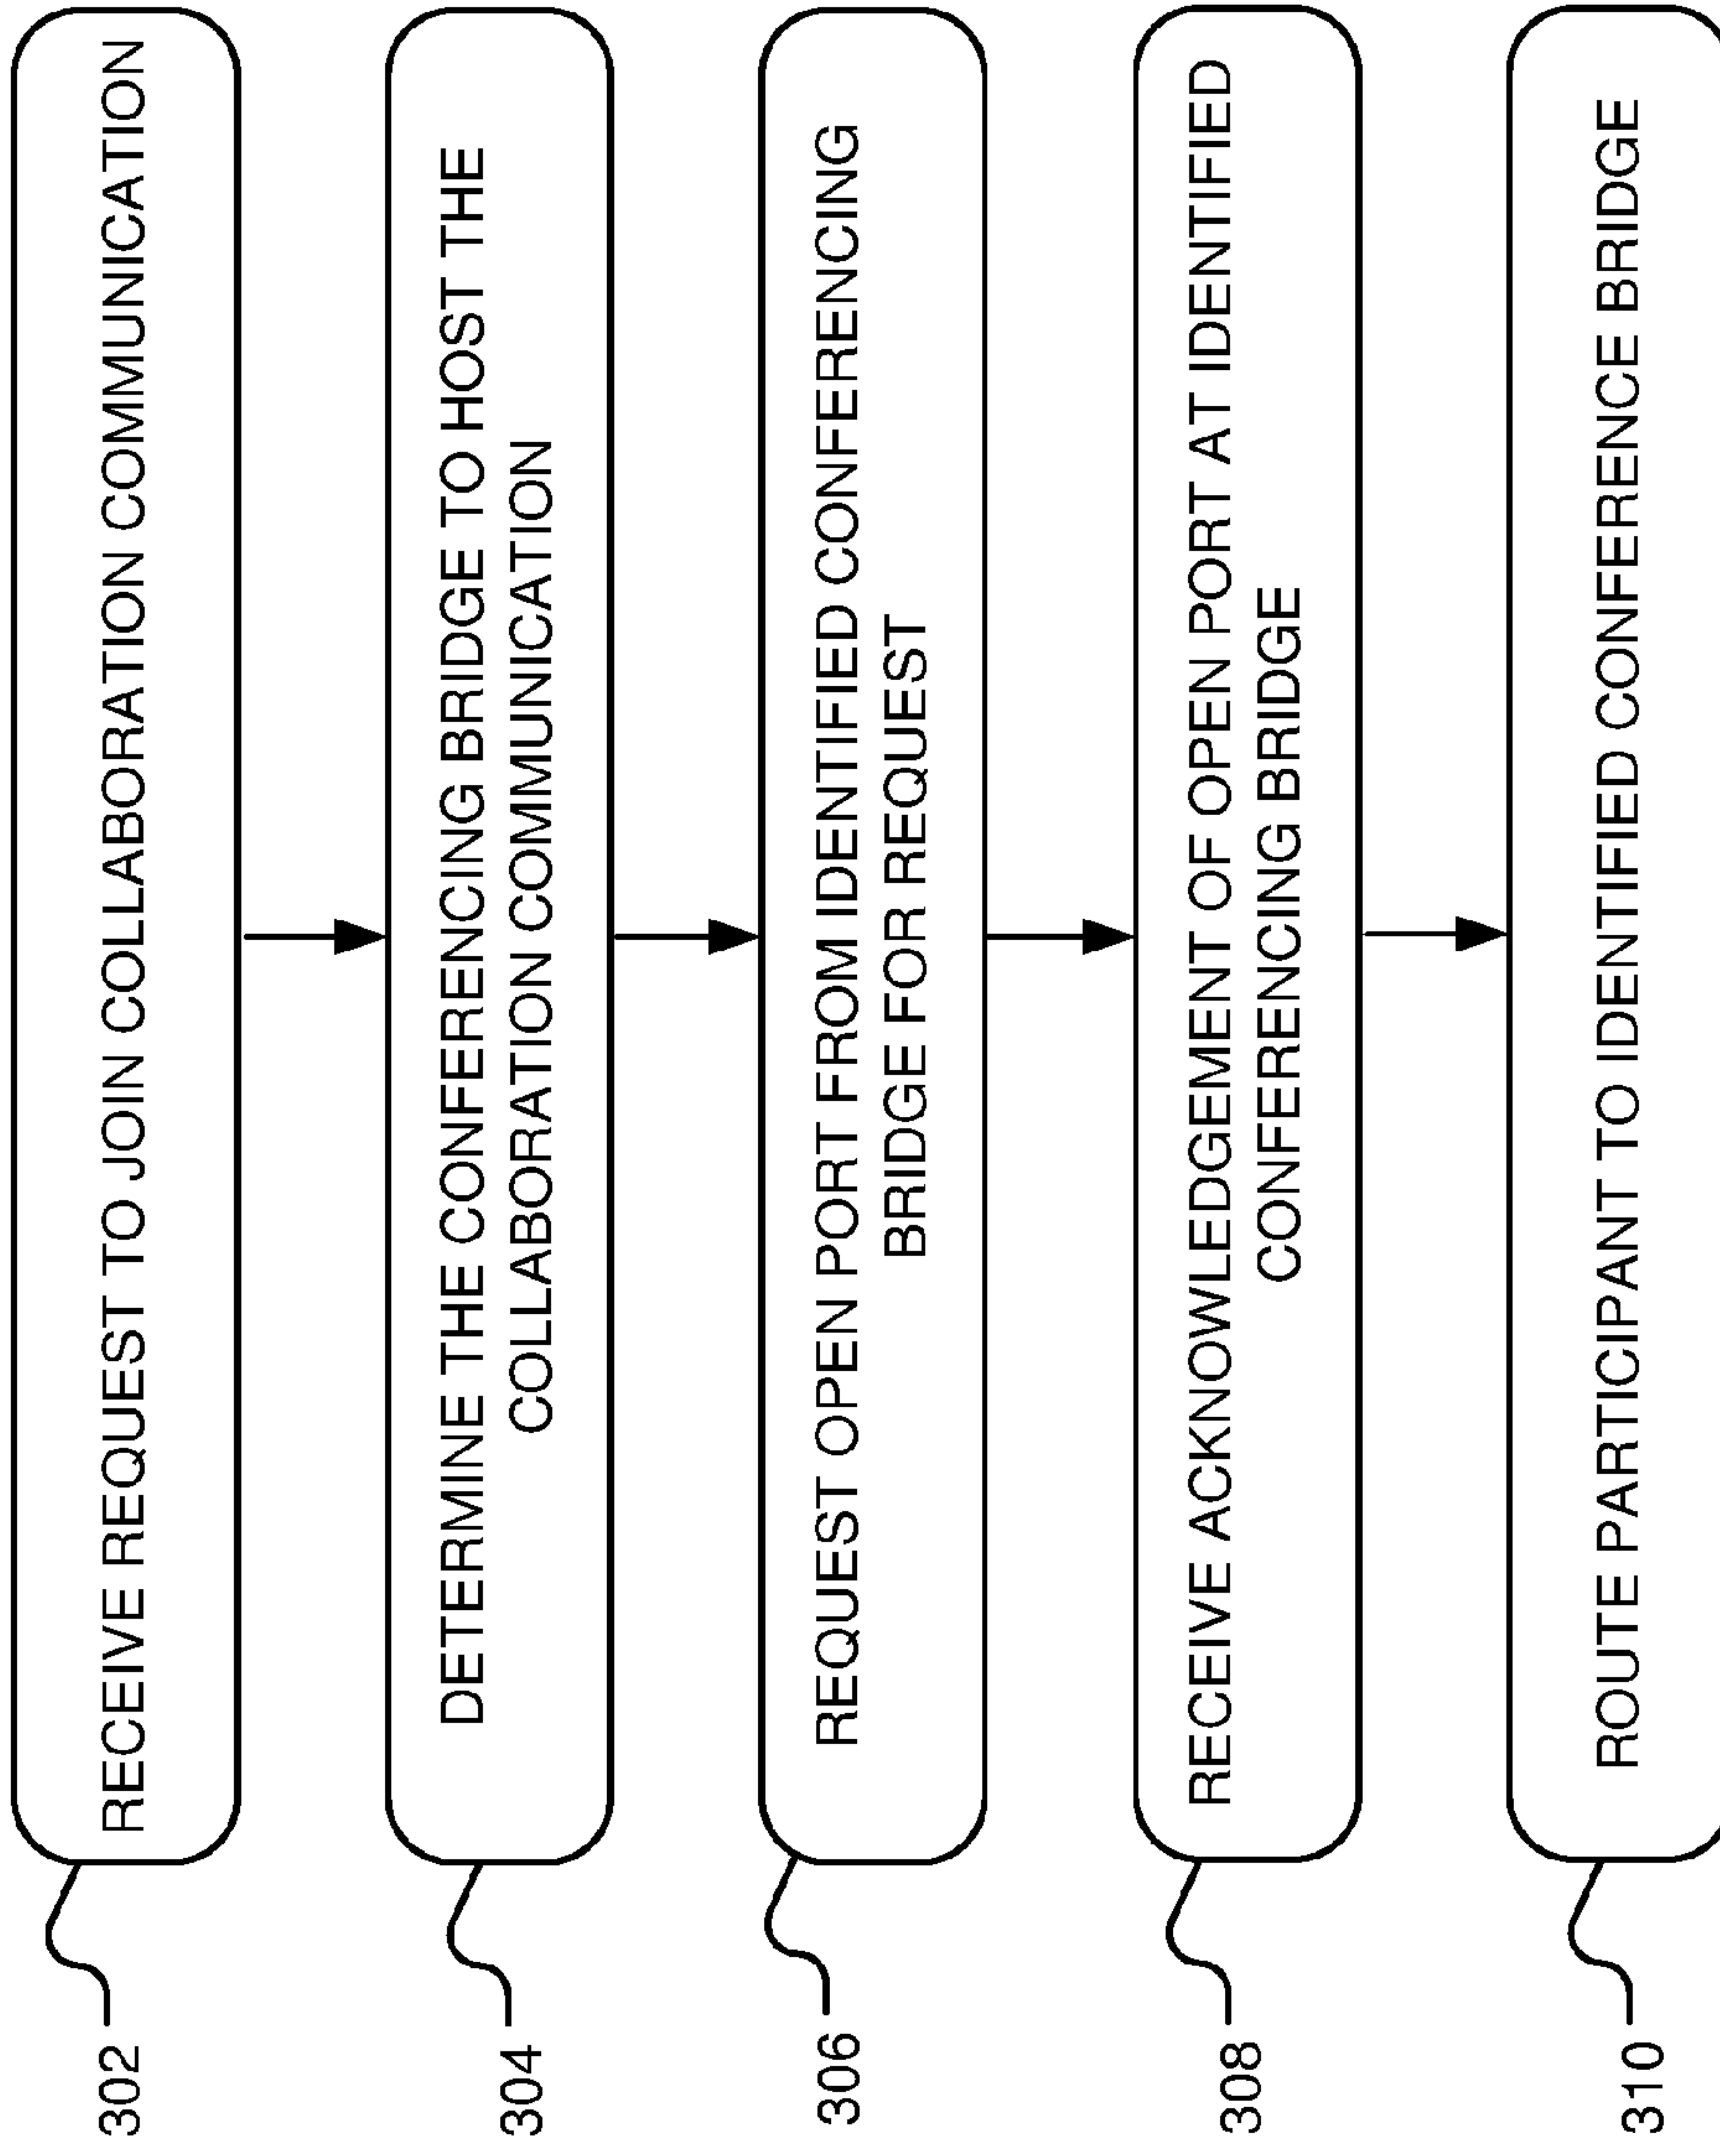 302
RECEIVE REQUEST TO JOIN COLLABORATION COMMUNICATION
304
DETERMINE THE CONFERENCING BRIDGE TO HOST THE
COLLABORATION COMMUNICATION
306
REQUEST OPEN PORT FROM IDENTIFIED CONFERENCING
BRIDGE FOR REQUEST
308
RECEIVE ACKNOWLEDGEMENT OF OPEN PORT AT IDENTIFIED
CONFERENCING BRIDGE
310
ROUTE PARTICIPANT TO IDENTIFIED CONFERENCE BRIDGE